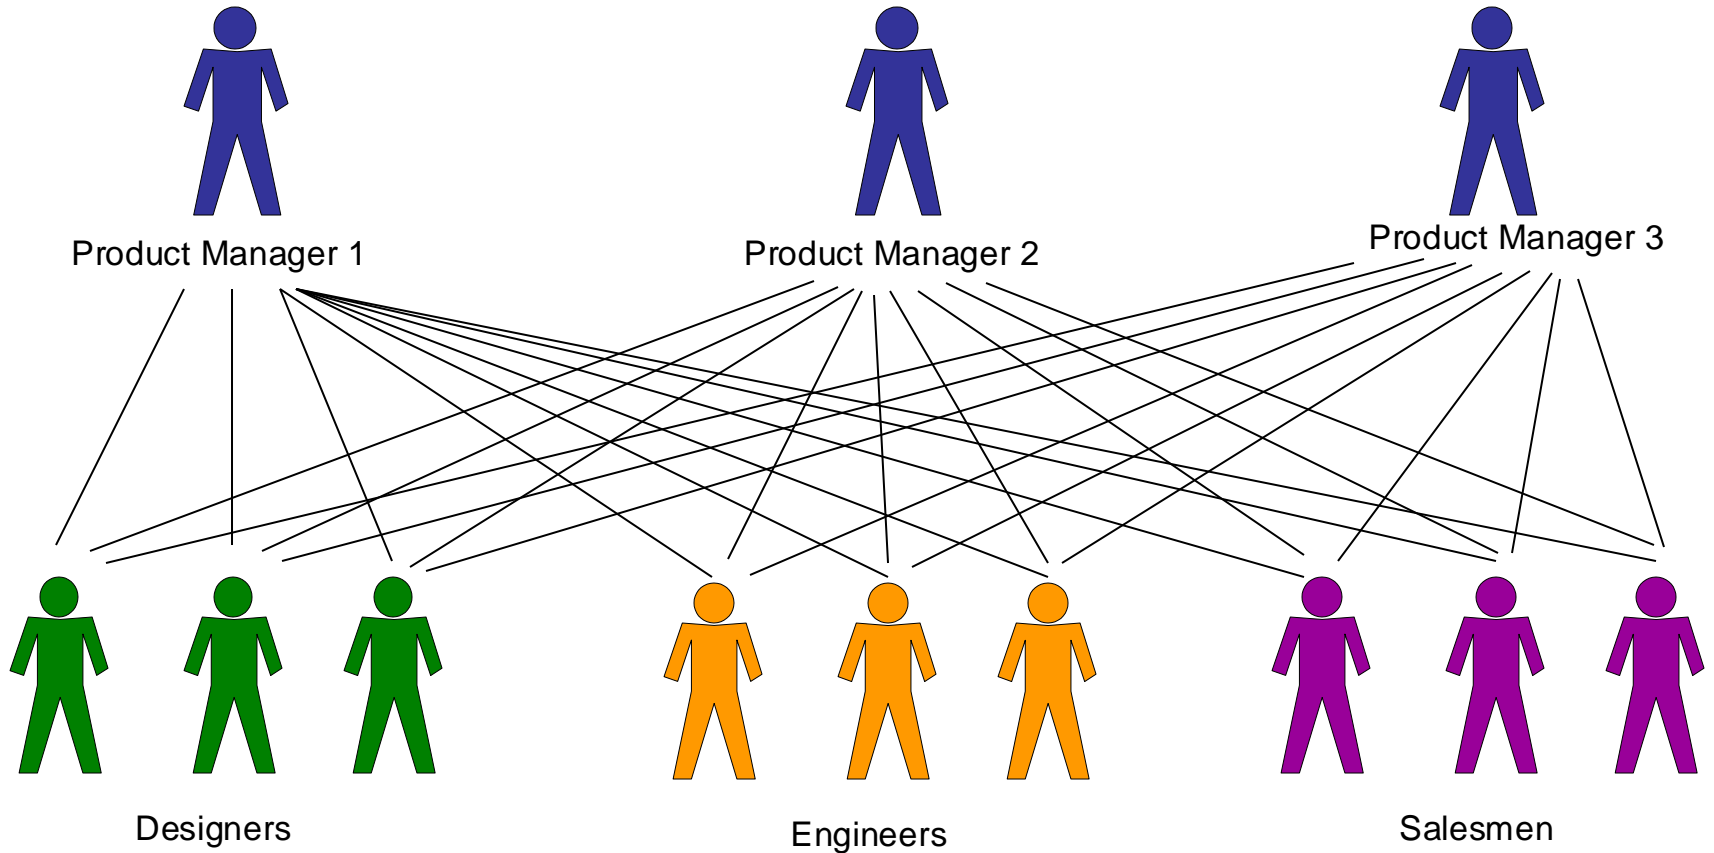 Product Manager 1
Product Manager 2
Product Manager 3
Designers
Engineers
Salesmen